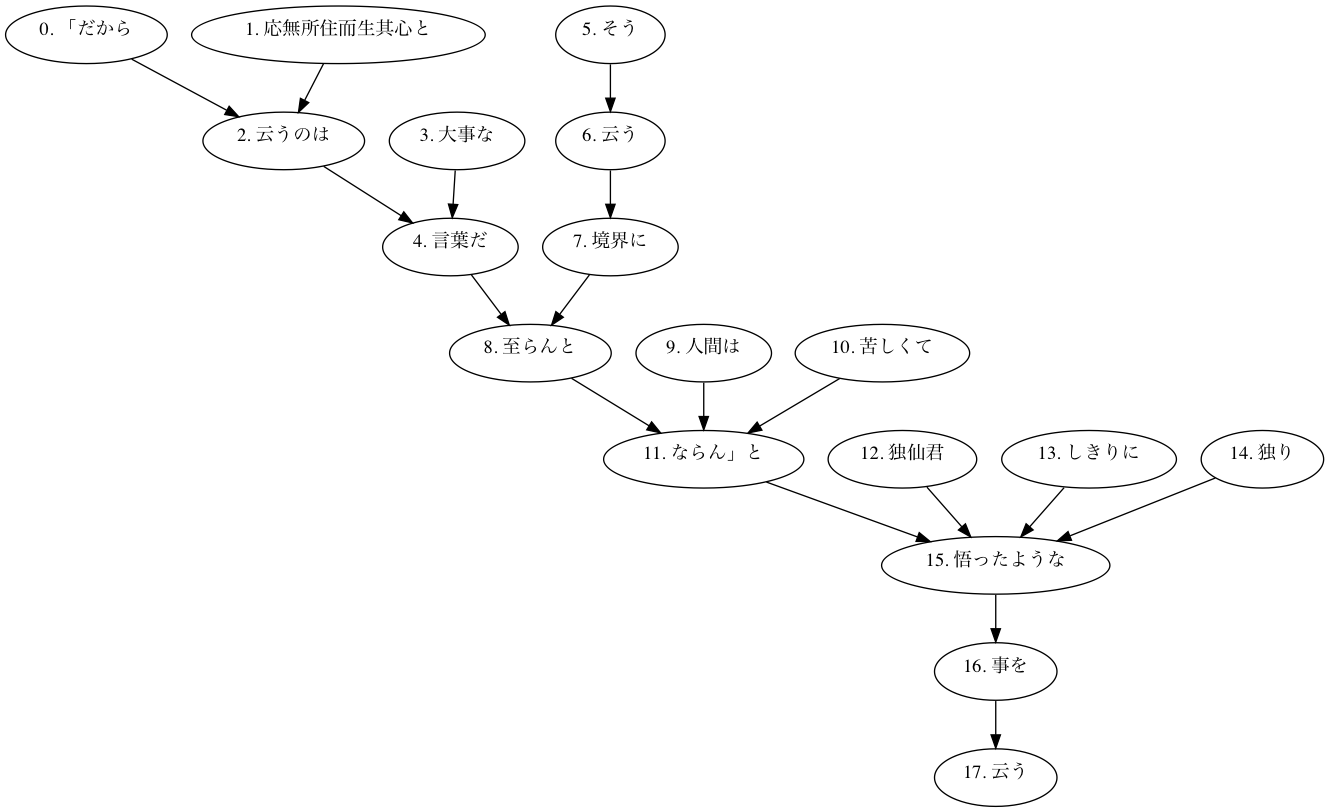 0. 「だから
1. 応無所住而生其心と
5. そう
2. 云うのは
3. 大事な
6. 云う
4. 言葉だ
7. 境界に
8. 至らんと
9. 人間は
10. 苦しくて
11. ならん」と
12. 独仙君
13. しきりに
14. 独り
15. 悟ったような
16. 事を
17. 云う